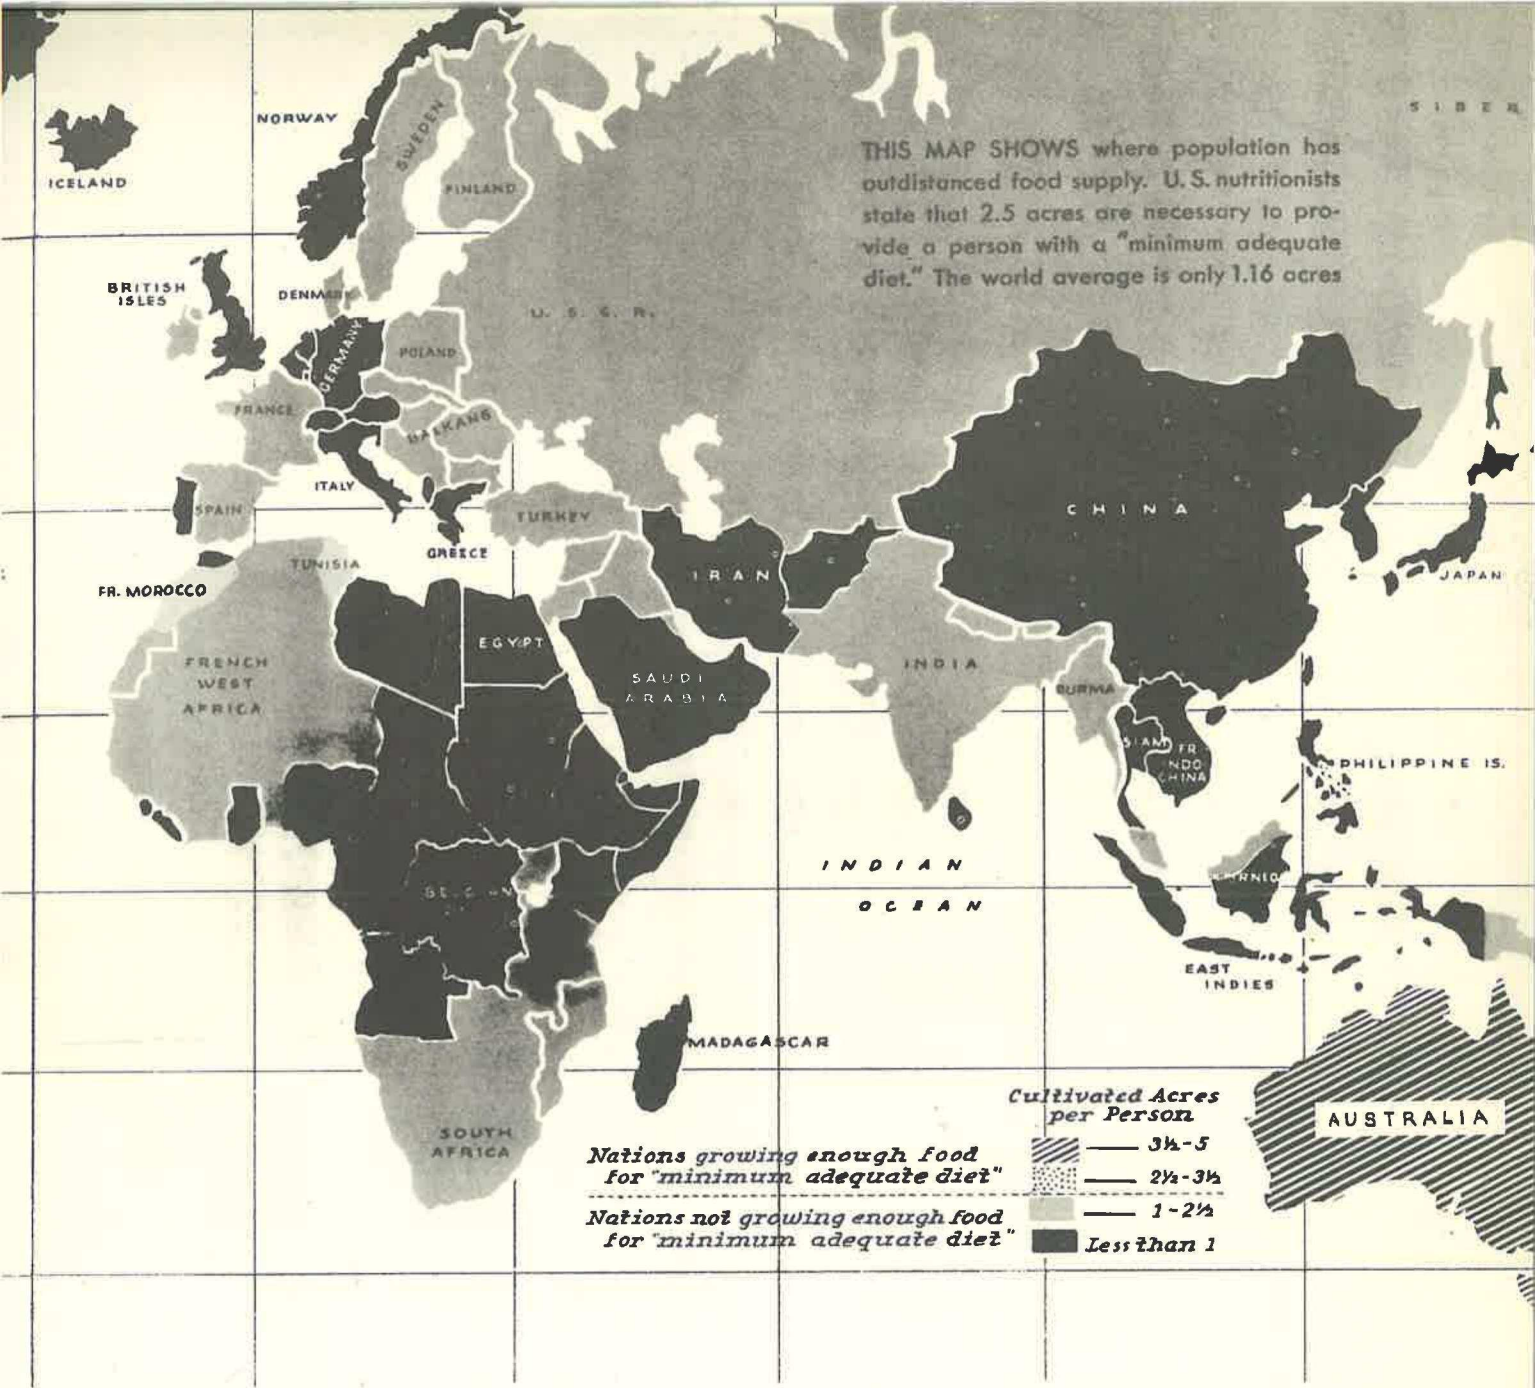 SIBER
NORWAY
SWEDEN
ICELAND
FINLAND
THIS MAP SHOWS where population has
outdistanced food supply. U. S. nutritionists
state that 2.5 acres are necessary to pro-
vide a person with a "minimum adequate
diet." The world average is only 1.16 acres
BRITISH
ISLES
DENMARK
U. S. S. R.
GERMANY
POLAND
FRANCE
BALKANS
ITALY
SPAIN
TURKEY
CHINA
GREECE
TUNISIA
IRAN
JAPAN
FR. MOROCCO
EGYPT
FRENCH
WEST
AFRICA
SAUDI
ARABIA
INDIA
BURMA
SIAM
FR
INDO
CHINA
PHILIPPINE IS.
INDIAN
OCEAN
BORNEO
EAST
INDIES
MADAGASCAR
SOUTH
AFRICA
AUSTRALIA
Cultivated Acres
per Person
Nations growing enough food
for "minimum adequate diet"
3½-5
2½-3½
Nations not growing enough food
for "minimum adequate diet"
1-2½
Less than 1